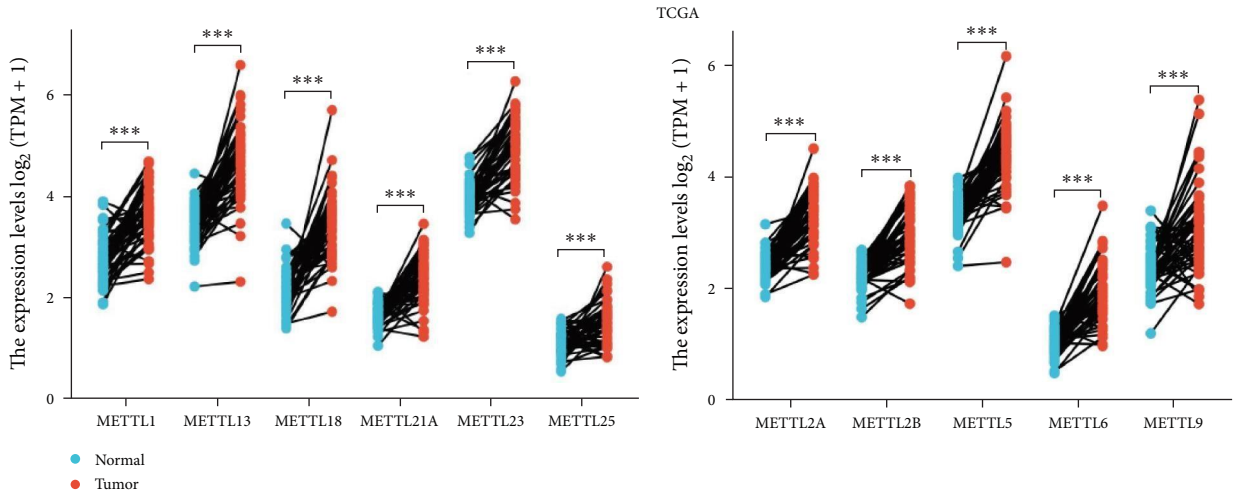 TCGA
The expression levels log₂ (TPM + 1)
6
4
2
0
***
***
***
***
***
***
METTL1 METTL13 METTL18 METTL21A METTL23 METTL25
Normal
Tumor
The expression levels log₂ (TPM + 1)
6
4
2
0
***
***
***
***
***
METTL2A METTL2B METTL5 METTL6 METTL9